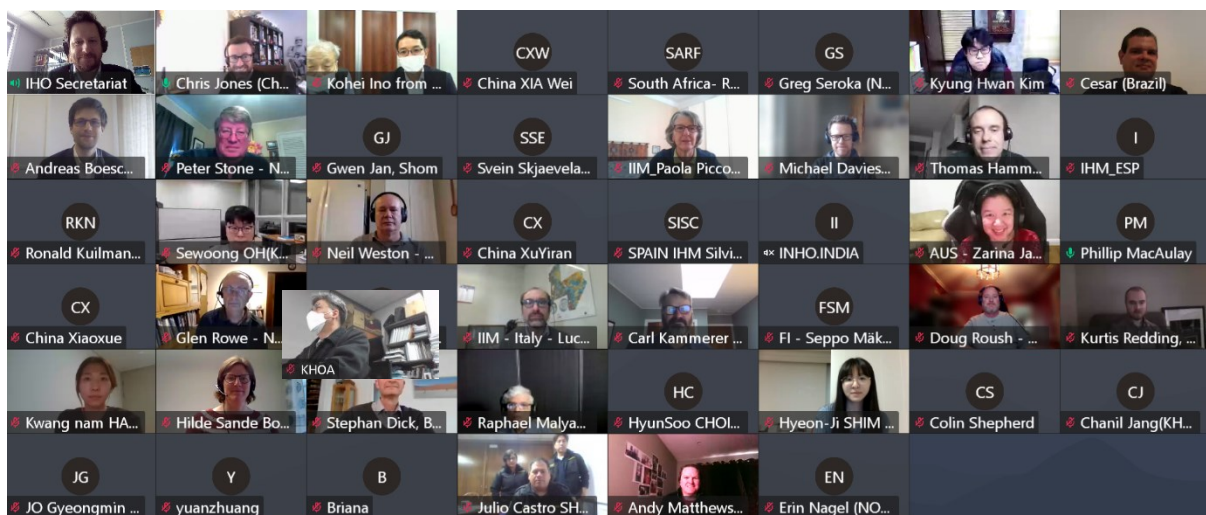 IHO Secretariat
Chris Jones (Ch...
Kohei Ino from ...
CXW
China XIA Wei
SARF
South Africa- R...
GS
Greg Seroka (N...
Kyung Hwan Kim
Cesar (Brazil)
Andreas Boesc...
Peter Stone - N...
GJ
Gwen Jan, Shom
SSE
Svein Skjaevela...
IIM_Paola Picco...
Michael Davies...
Thomas Hamm...
I
IHM_ESP
RKN
Ronald Kuilman...
Sewoong OH(K...
Neil Weston - ...
CX
China XuYiran
SISC
SPAIN IHM Silvi...
II
INHO.INDIA
AUS - Zarina Ja...
PM
Phillip MacAulay
CX
China Xiaoxue
Glen Rowe - N...
KHOA
IIM - Italy - Luc...
Carl Kammerer ...
FSM
FI - Seppo Mäk...
Doug Roush - ...
Kurtis Redding, ...
Kwang nam HA...
Hilde Sande Bo...
Stephan Dick, B...
Raphael Malya...
HC
HyunSoo CHOI...
Hyeon-Ji SHIM ...
CS
Colin Shepherd
CJ
Chanil Jang(KH...
JG
JO Gyeongmin ...
Y
yuanzhuang
B
Briana
Julio Castro SH...
Andy Matthews...
EN
Erin Nagel (NO...